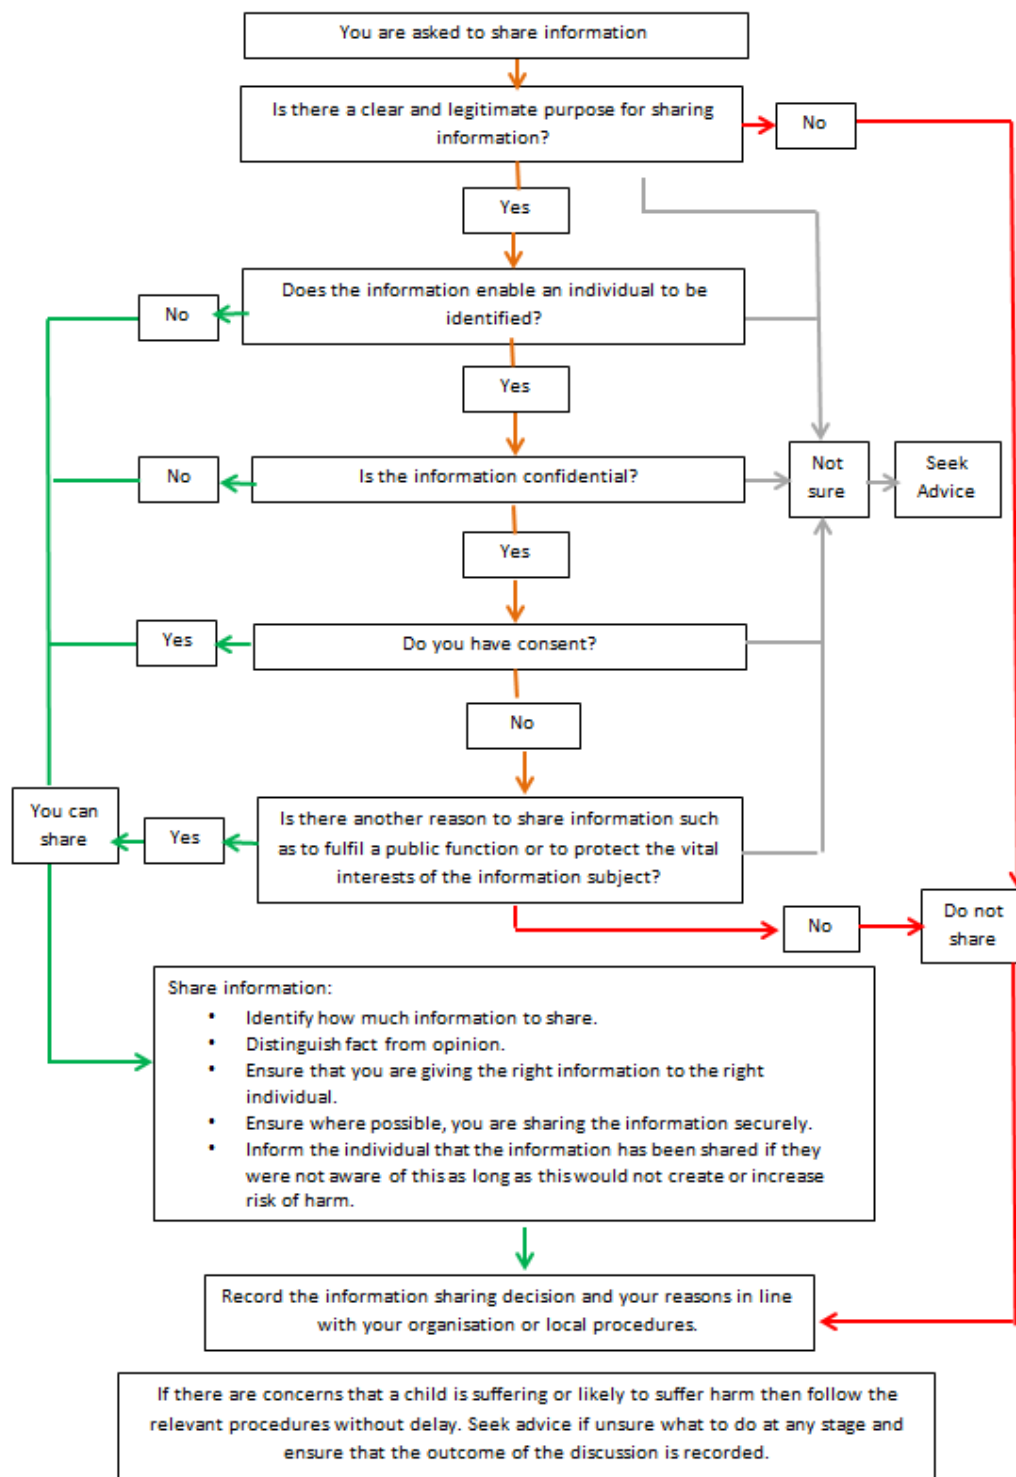 You are asked to share information
Is there a clear and legitimate purpose for sharing
information?
No
Yes
Does the information enable an individual to be
identified?
No
Yes
Is the information confidential?
No
Not
sure
Seek
Advice
Yes
Do you have consent?
Yes
No
Is there another reason to share information such
as to fulfil a public function or to protect the vital
interests of the information subject?
Yes
You can
share
No
Do not
share
Share information:
• Identify how much information to share.
• Distinguish fact from opinion.
• Ensure that you are giving the right information to the right
individual.
• Ensure where possible, you are sharing the information securely.
• Inform the individual that the information has been shared if they
were not aware of this as long as this would not create or increase
risk of harm.
Record the information sharing decision and your reasons in line
with your organisation or local procedures.
If there are concerns that a child is suffering or likely to suffer harm then follow the
relevant procedures without delay. Seek advice if unsure what to do at any stage and
ensure that the outcome of the discussion is recorded.